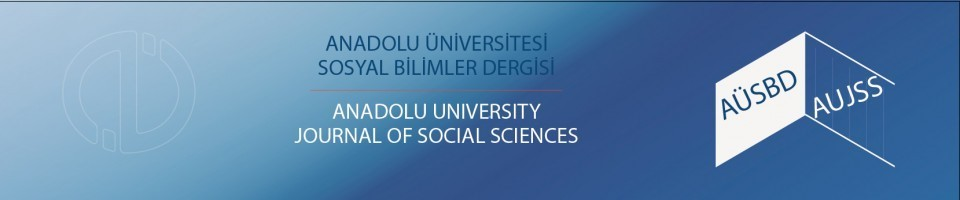 ANADOLU ÜNİVERSİTESİ
SOSYAL BİLİMLER DERGİSİ
ANADOLU UNIVERSITY
JOURNAL OF SOCIAL SCIENCES
AÜSBD
AUJSS